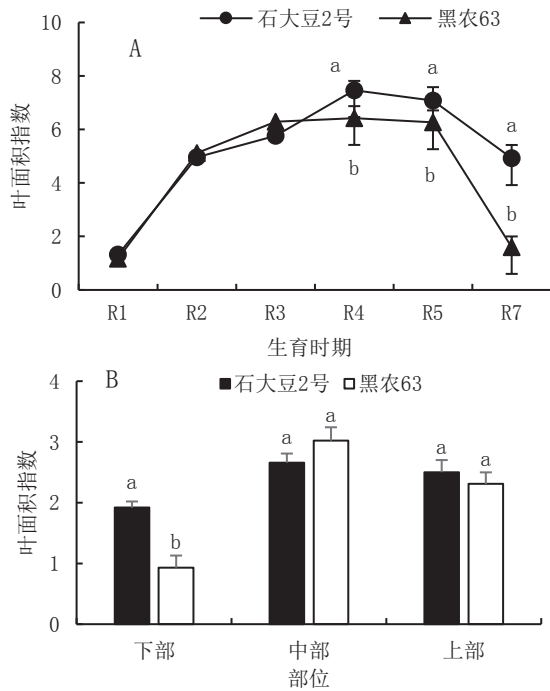 石大豆2号 黑农63
A
10
8
6
4
2
0
叶面积指数
a a a
b b b
R1 R2 R3 R4 R5 R7
生育时期
B
石大豆2号 黑农63
4
3
2
1
0
叶面积指数
a b a a a a
下部 中部 上部
部位